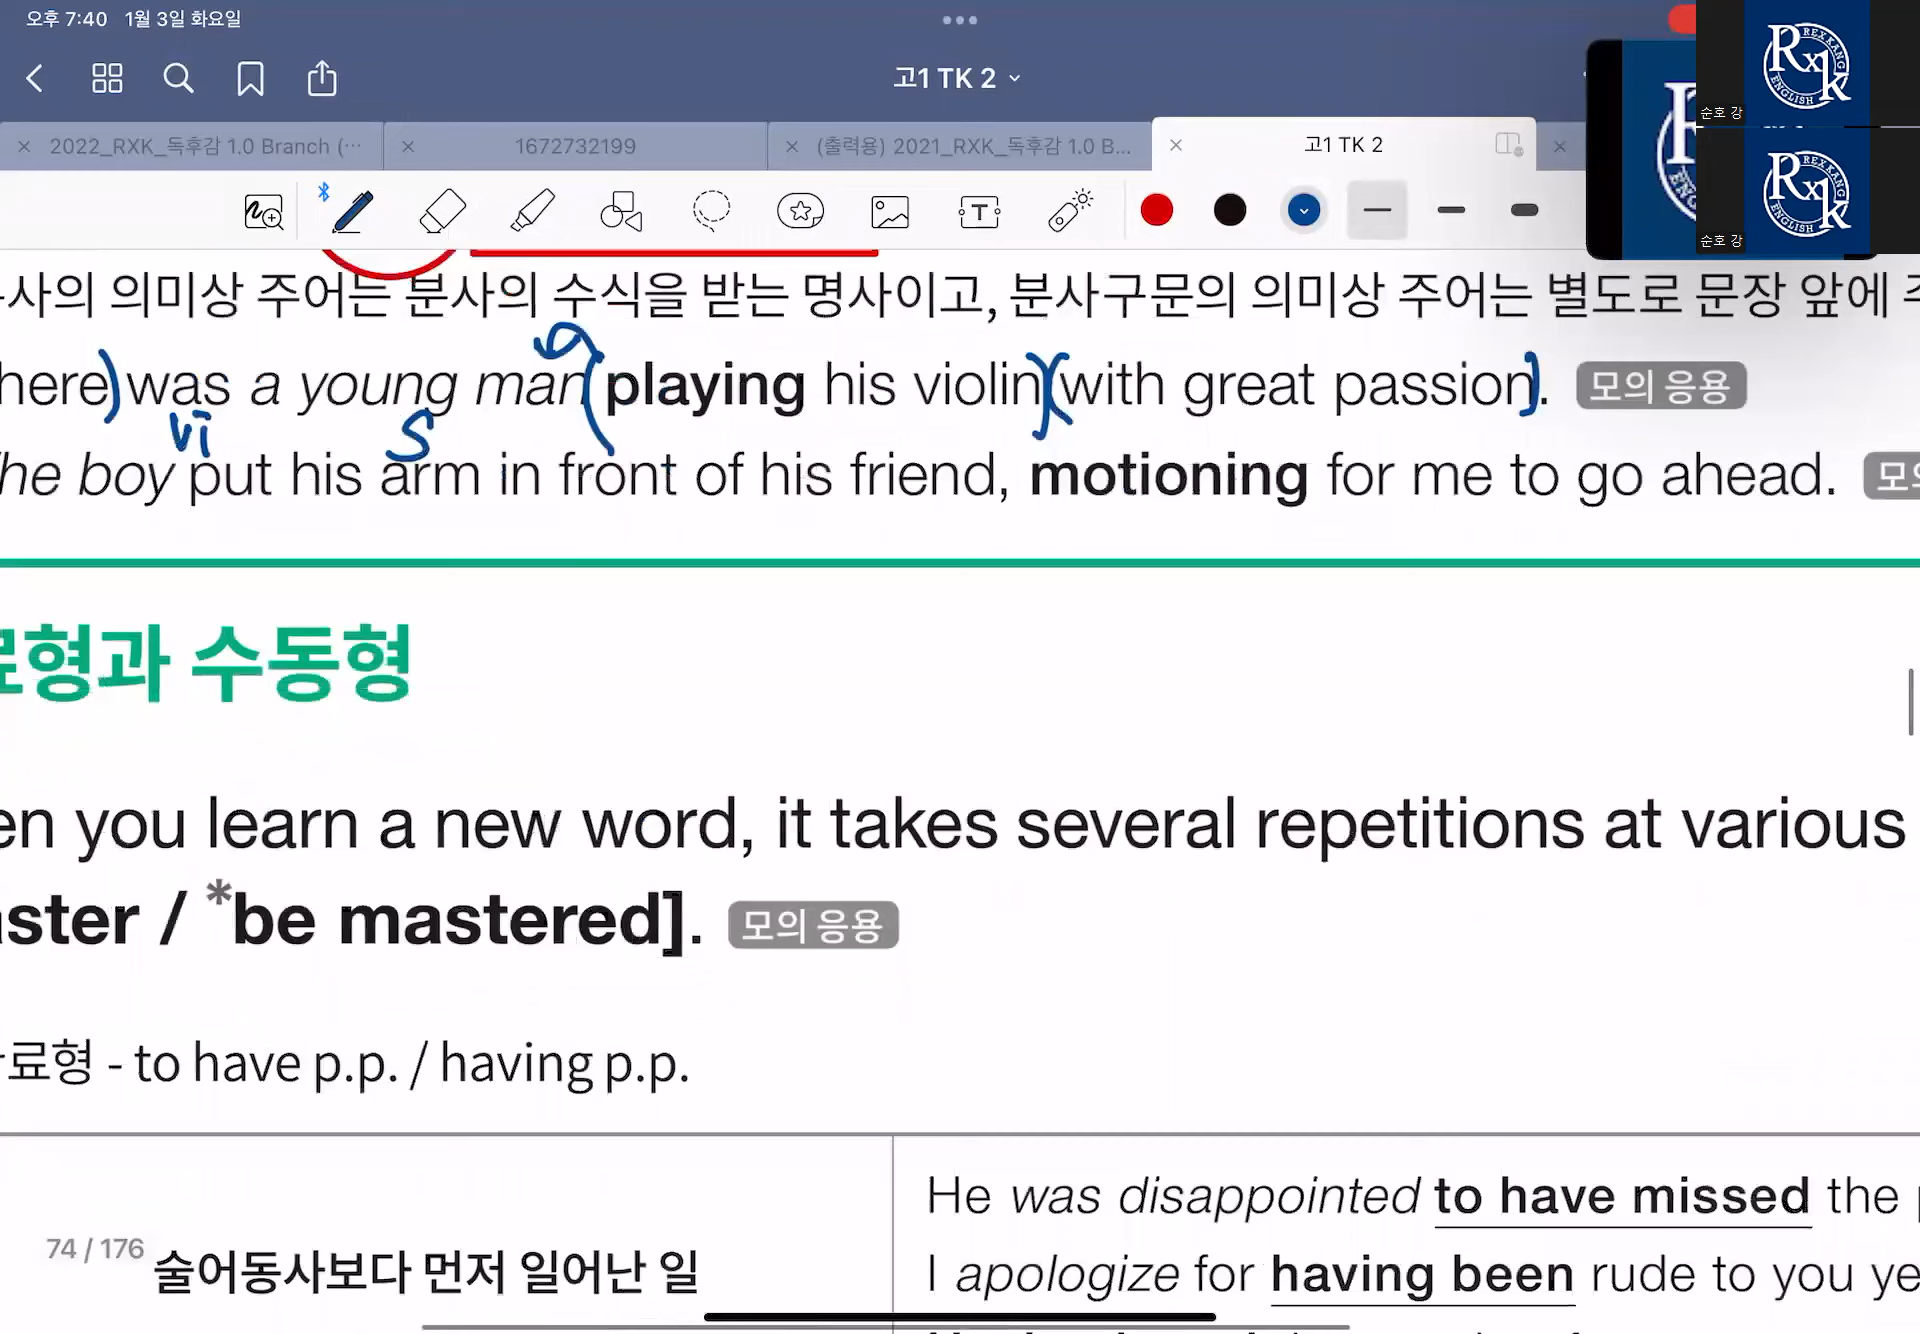 오후 7:40 1월 3일 화요일
고1 TK 2
2022_RXK_독후감 1.0 Branch (…
1672732199
(출력용) 2021_RXK_독후감 1.0 B...
고1 TK 2
순호 강
순호 강
REX KANG
RxK
ENGLISH
REX KANG
RxK
ENGLISH
사의 의미상 주어는 분사의 수식을 받는 명사이고, 분사구문의 의미상 주어는 별도로 문장 앞에
here) was a young man (playing his violin)(with great passion). 모의 응용
vi S
he boy put his arm in front of his friend, motioning for me to go ahead.
형과 수동형
en you learn a new word, it takes several repetitions at various
aster / *be mastered]. 모의 응용
료형 - to have p.p. / having p.p.
He was disappointed to have missed the
74 / 176
술어동사보다 먼저 일어난 일
I apologize for having been rude to you ye